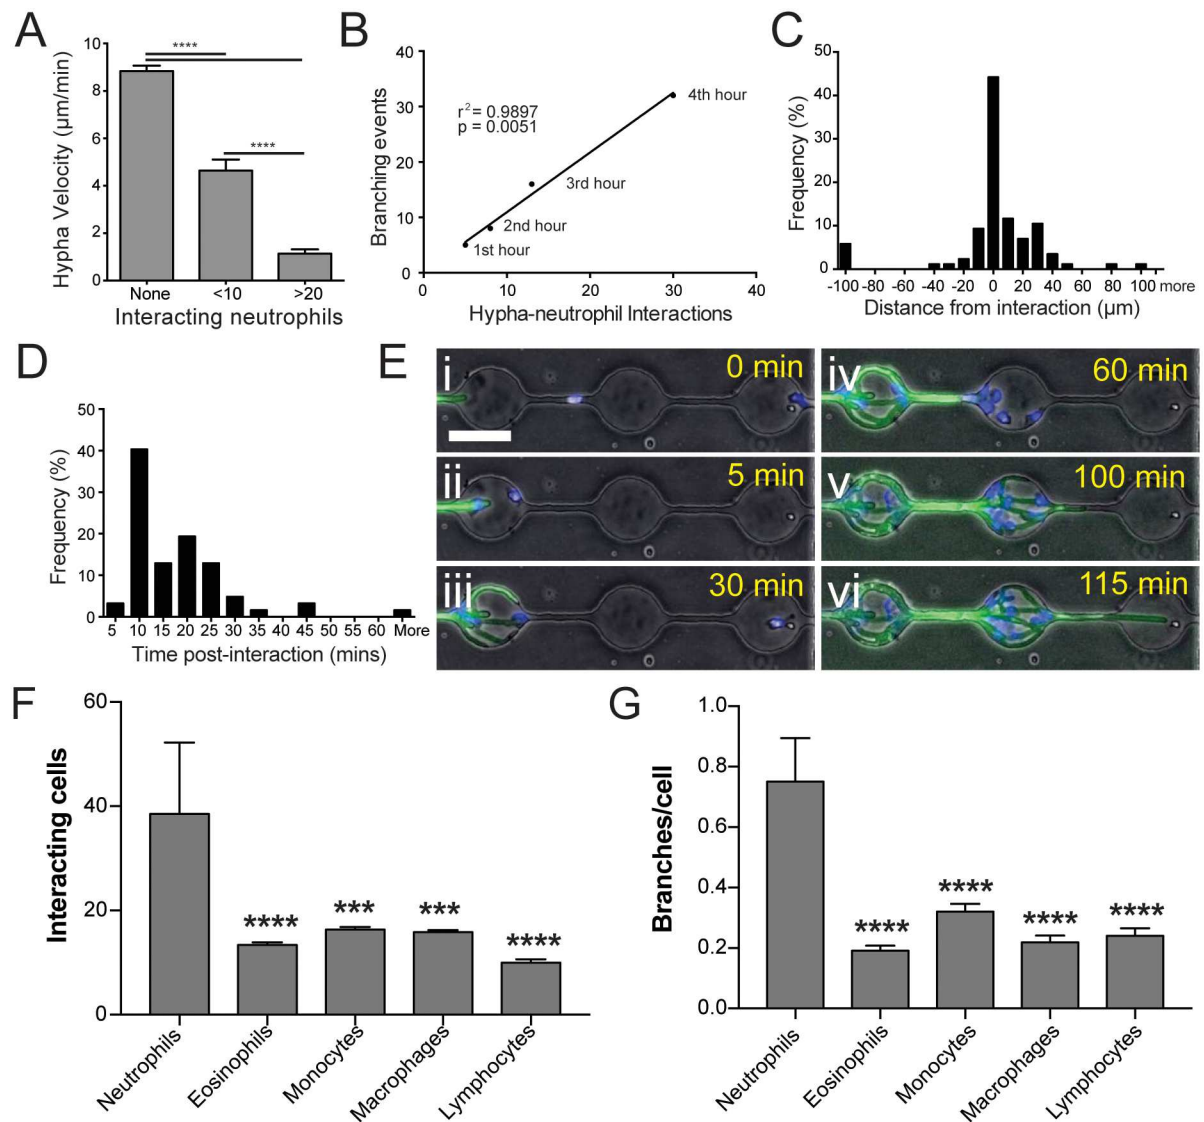 A
Hypha Velocity (µm/min)
10
8
6
4
2
0
****
****
None <10 >20
Interacting neutrophils
B
Branching events
40
30
20
10
0
r² = 0.9897
p = 0.0051
4th hour
3rd hour
2nd hour
1st hour
0 10 20 30 40
Hypha-neutrophil Interactions
C
Frequency (%)
50
40
30
20
10
0
-100 -80 -60 -40 -20 0 20 40 60 80 100 more
Distance from interaction (µm)
D
Frequency (%)
50
40
30
20
10
0
5 10 15 20 25 30 35 40 45 50 55 60 More
Time post-interaction (mins)
E
i 0 min
ii 5 min
iii 30 min
iv 60 min
v 100 min
vi 115 min
F
Interacting cells
60
40
20
0
****
***
***
****
Neutrophils
Eosinophils
Monocytes
Macrophages
Lymphocytes
G
Branches/cell
1.0
0.8
0.6
0.4
0.2
0.0
****
****
****
****
Neutrophils
Eosinophils
Monocytes
Macrophages
Lymphocytes